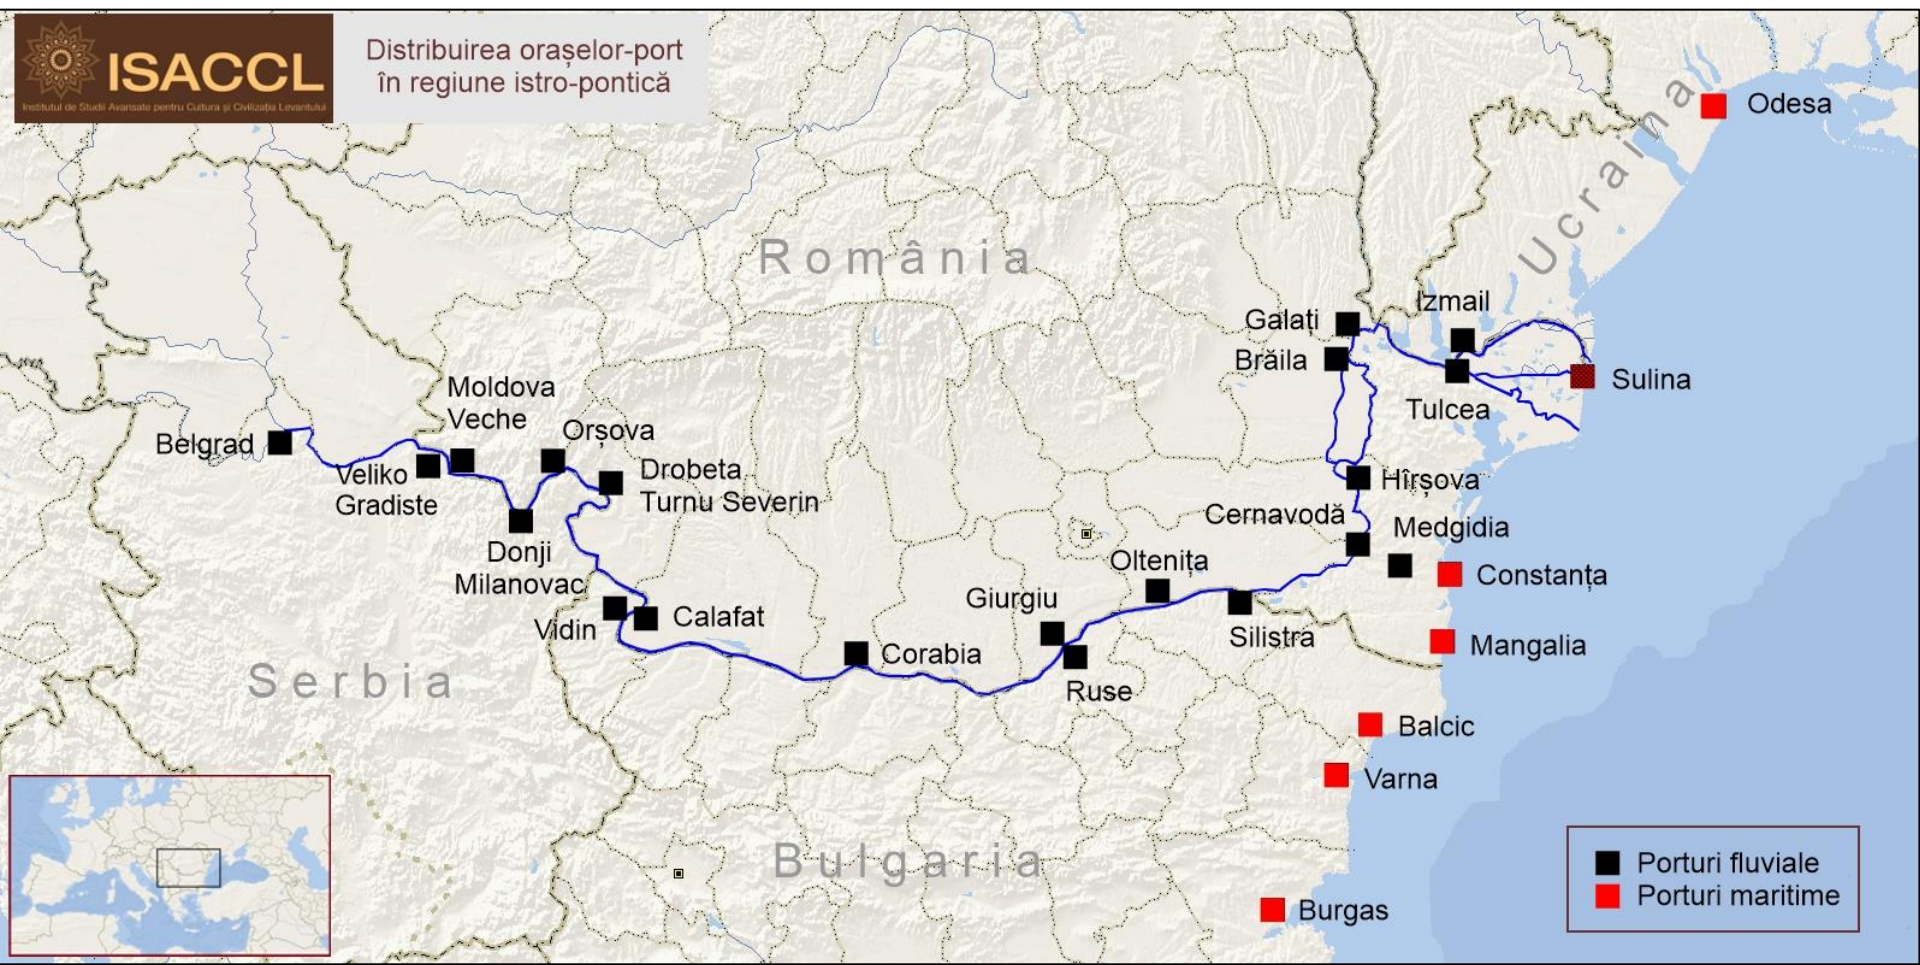 ISACCL
Institutul de Studii Avansate pentru Cultura și Civilizația Levantului
Distribuirea orașelor-port
în regiune istro-pontică
Odesa
Ucraina
România
Izmail
Galați
Brăila
Sulina
Tulcea
Moldova
Veche
Orșova
Belgrad
Veliko
Gradiste
Drobeta
Turnu Severin
Hîrșova
Cernavodă
Medgidia
Donji
Milanovac
Oltenița
Constanța
Giurgiu
Calafat
Vidin
Silistra
Mangalia
Corabia
Serbia
Ruse
Balcic
Varna
Bulgaria
Porturi fluviale
Porturi maritime
Burgas